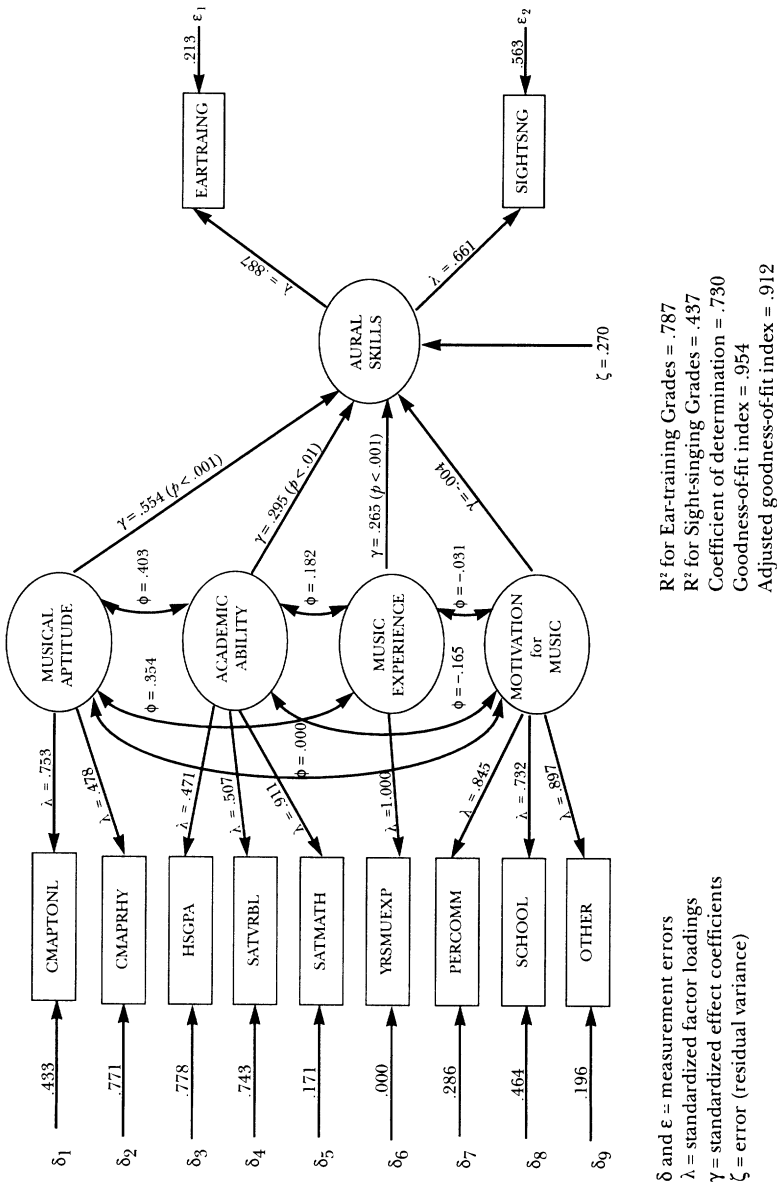 δ1
.433
CMAPTONL
λ = .753
δ2
.771
CMAPRHY
λ = .478
δ3
.778
HSGPA
λ = .471
δ4
.743
SATVRBL
λ = .507
δ5
.171
SATMATH
λ = .911
δ6
.000
YRSMUEXP
λ =1.000
δ7
.286
PERCOMM
λ = .845
δ8
.464
SCHOOL
λ = .732
δ9
.196
OTHER
λ = .897
MUSICAL
APTITUDE
ACADEMIC
ABILITY
MUSIC
EXPERIENCE
MOTIVATION
for
MUSIC
ϕ = .403
ϕ = .354
ϕ = .182
ϕ = .000
ϕ = –.165
ϕ = –.031
γ = .554 (p < .001)
γ = .295 (p < .01)
γ = .265 (p < .001)
γ = -.004
AURAL
SKILLS
ζ = .270
λ = .887
λ = .661
EARTRAING
.213
ε1
SIGHTSNG
.563
ε2
δ and ε = measurement errors
λ = standardized factor loadings
γ = standardized effect coefficients
ζ = error (residual variance)
R² for Ear-training Grades = .787
R² for Sight-singing Grades = .437
Coefficient of determination = .730
Goodness-of-fit index = .954
Adjusted goodness-of-fit index = .912